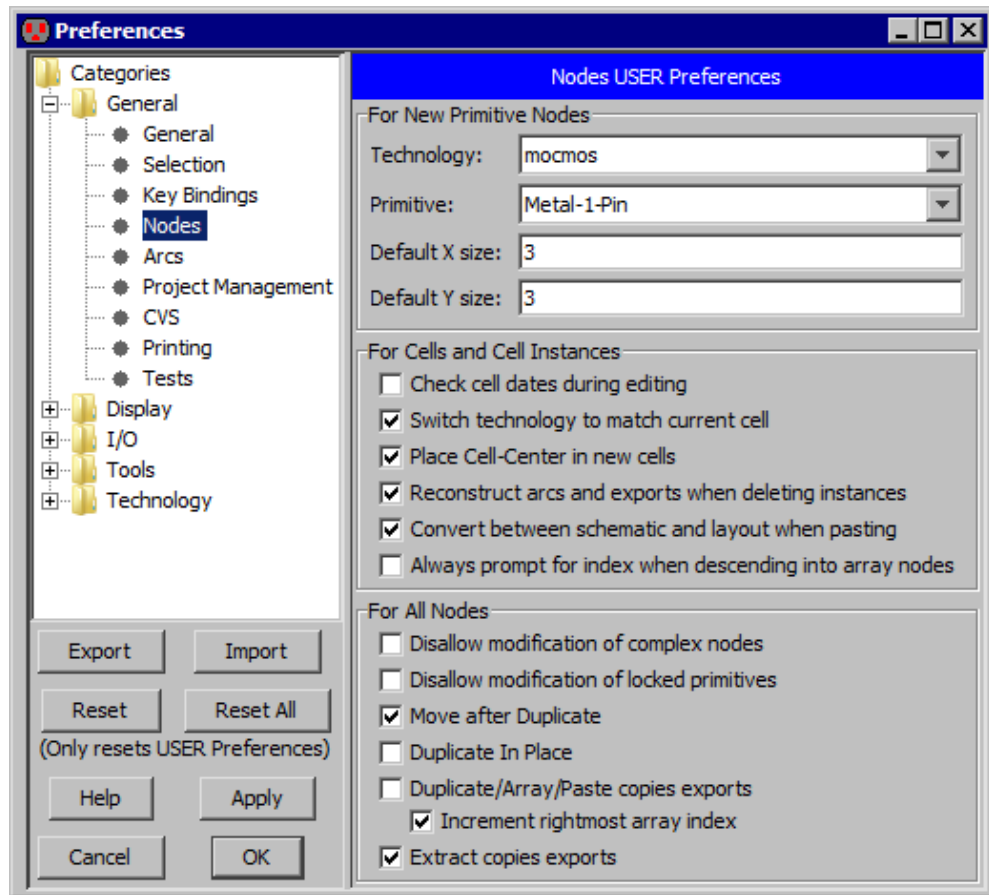 Preferences
Categories
General
General
Selection
Key Bindings
Nodes
Arcs
Project Management
CVS
Printing
Tests
Display
I/O
Tools
Technology
Export
Import
Reset
Reset All
(Only resets USER Preferences)
Help
Apply
Cancel
OK
Nodes USER Preferences
For New Primitive Nodes
Technology: mocmos
Primitive: Metal-1-Pin
Default X size: 3
Default Y size: 3
For Cells and Cell Instances
Check cell dates during editing
Switch technology to match current cell
Place Cell-Center in new cells
Reconstruct arcs and exports when deleting instances
Convert between schematic and layout when pasting
Always prompt for index when descending into array nodes
For All Nodes
Disallow modification of complex nodes
Disallow modification of locked primitives
Move after Duplicate
Duplicate In Place
Duplicate/Array/Paste copies exports
Increment rightmost array index
Extract copies exports